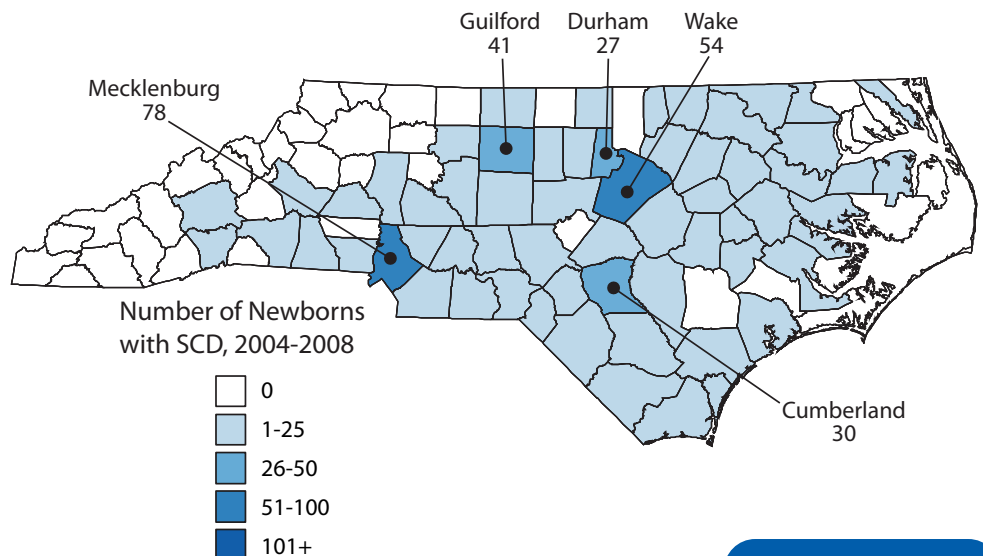 Guilford
41
Durham
27
Wake
54
Mecklenburg
78
Number of Newborns
with SCD, 2004-2008
0
1-25
26-50
51-100
101+
Cumberland
30